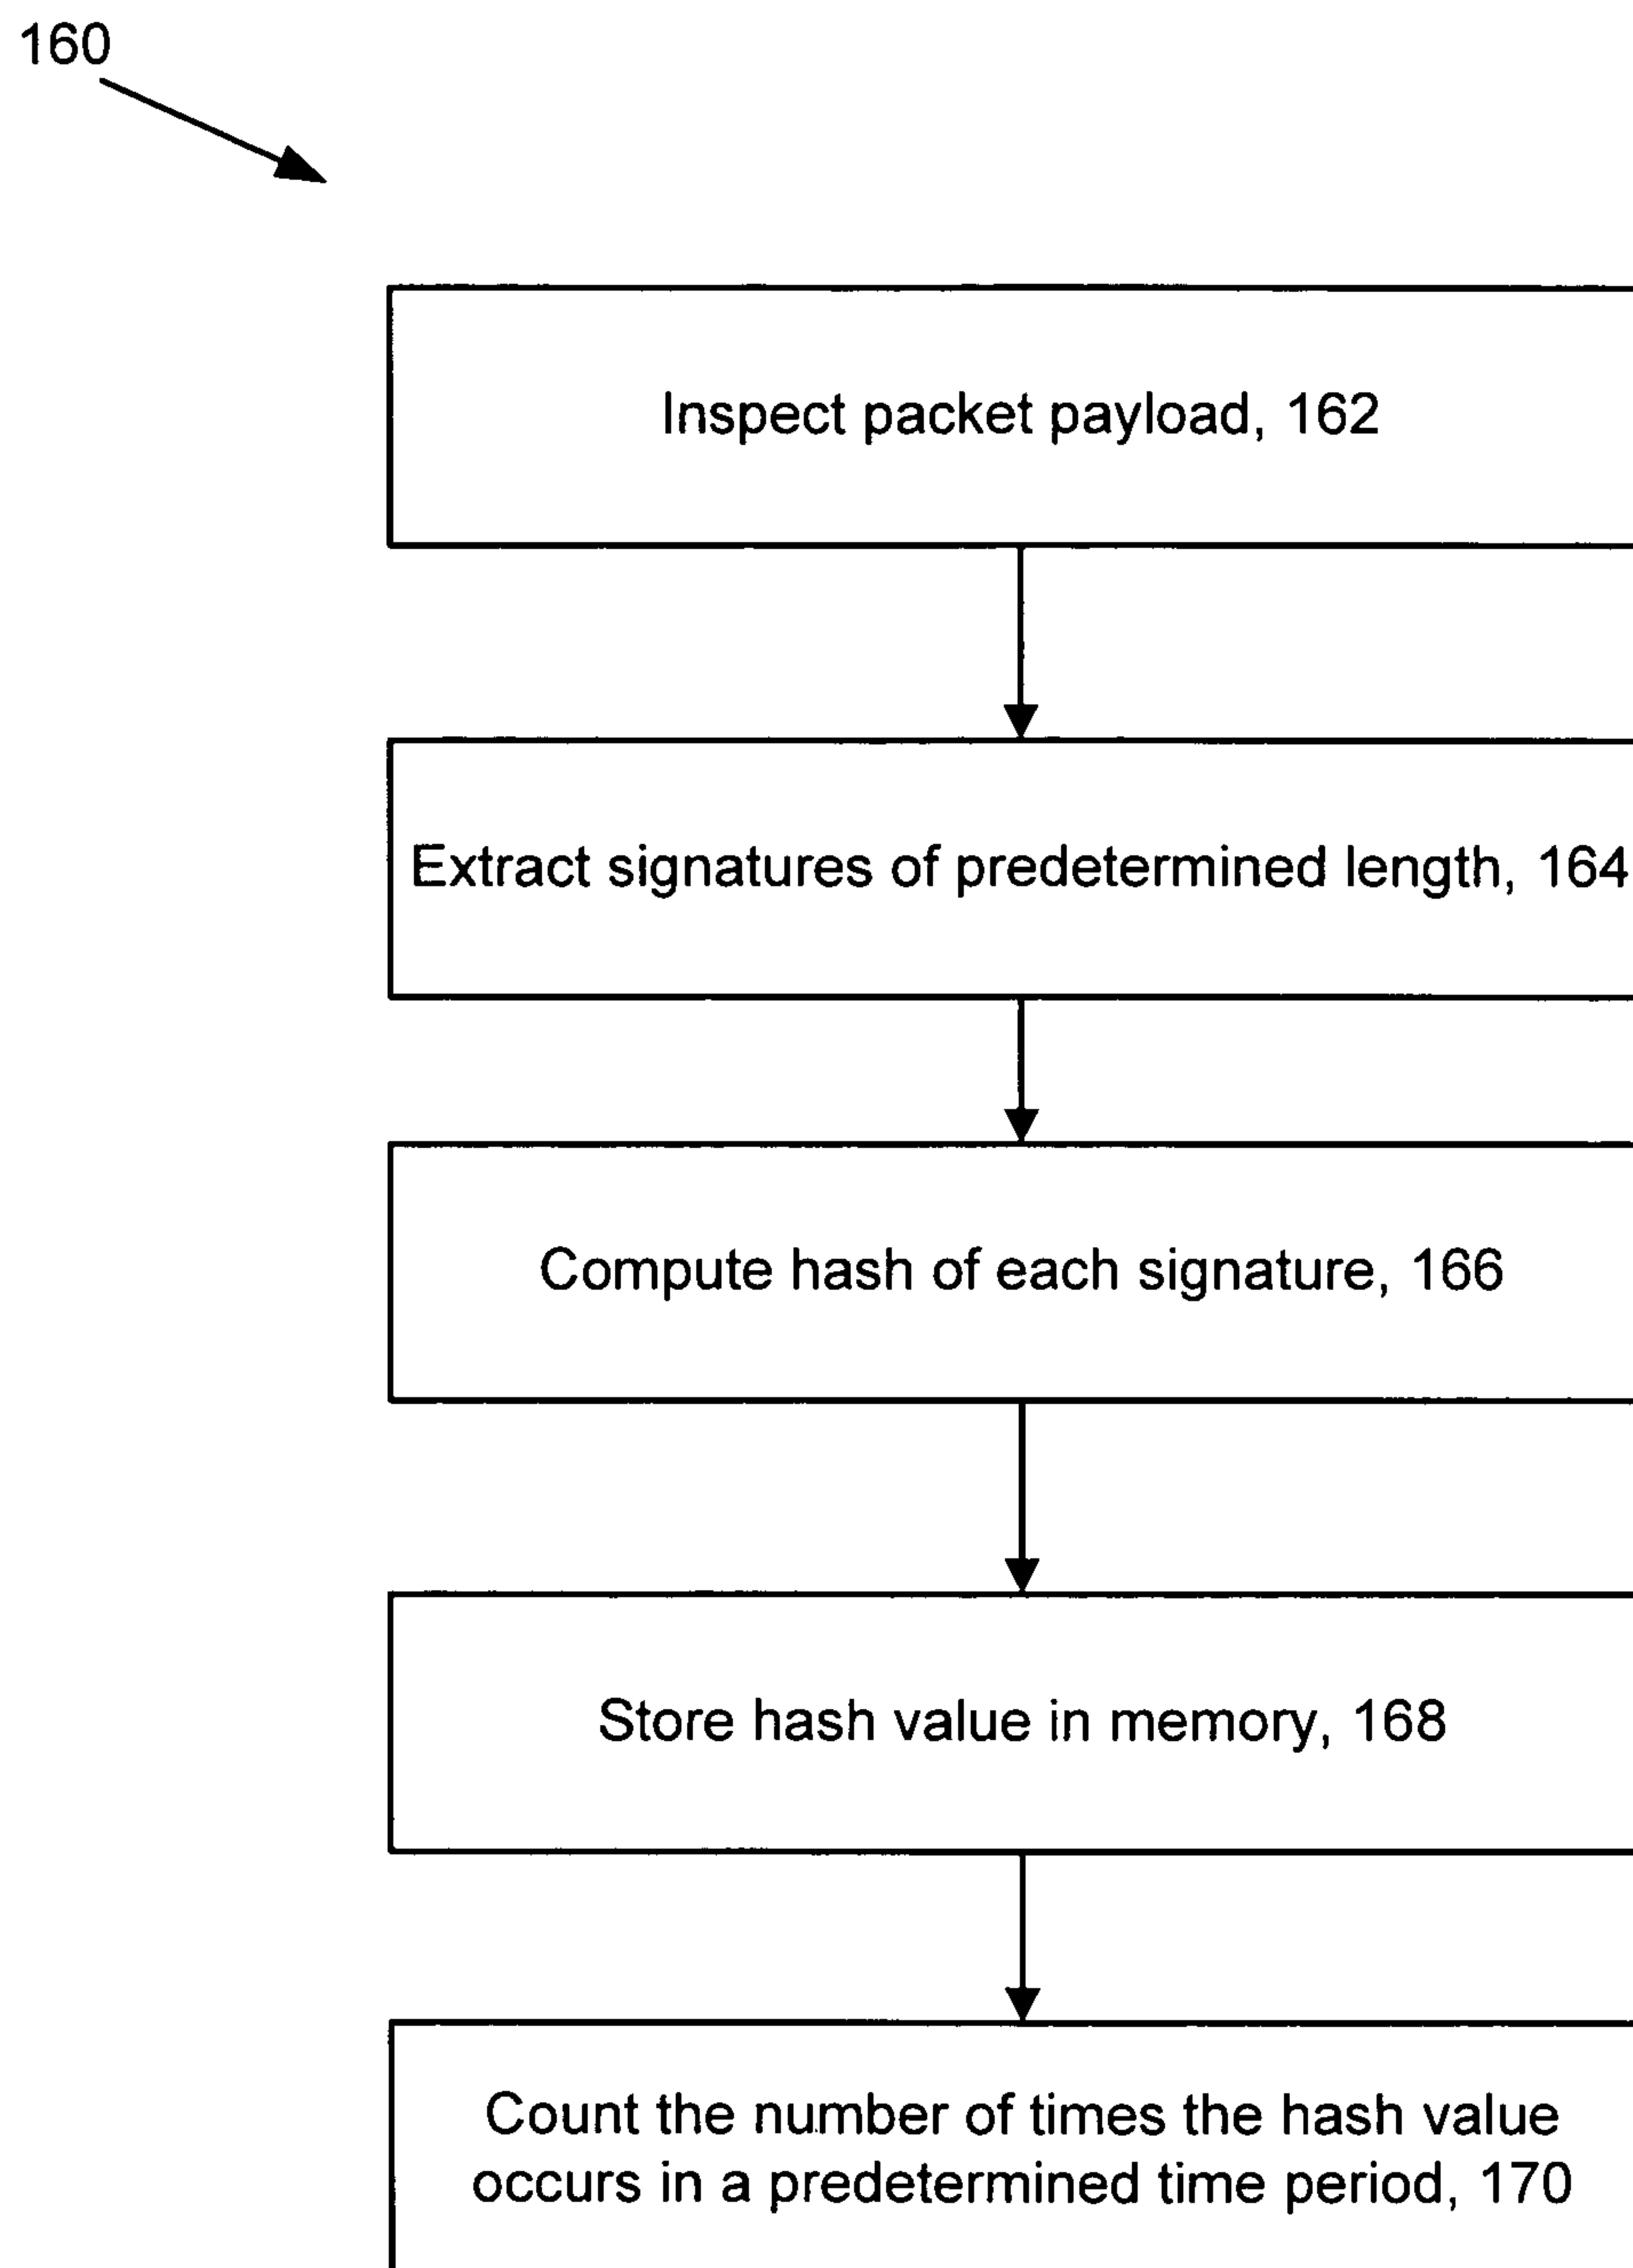 160
Inspect packet payload, 162
Extract signatures of predetermined length, 164
Compute hash of each signature, 166
Store hash value in memory, 168
Count the number of times the hash value
occurs in a predetermined time period, 170